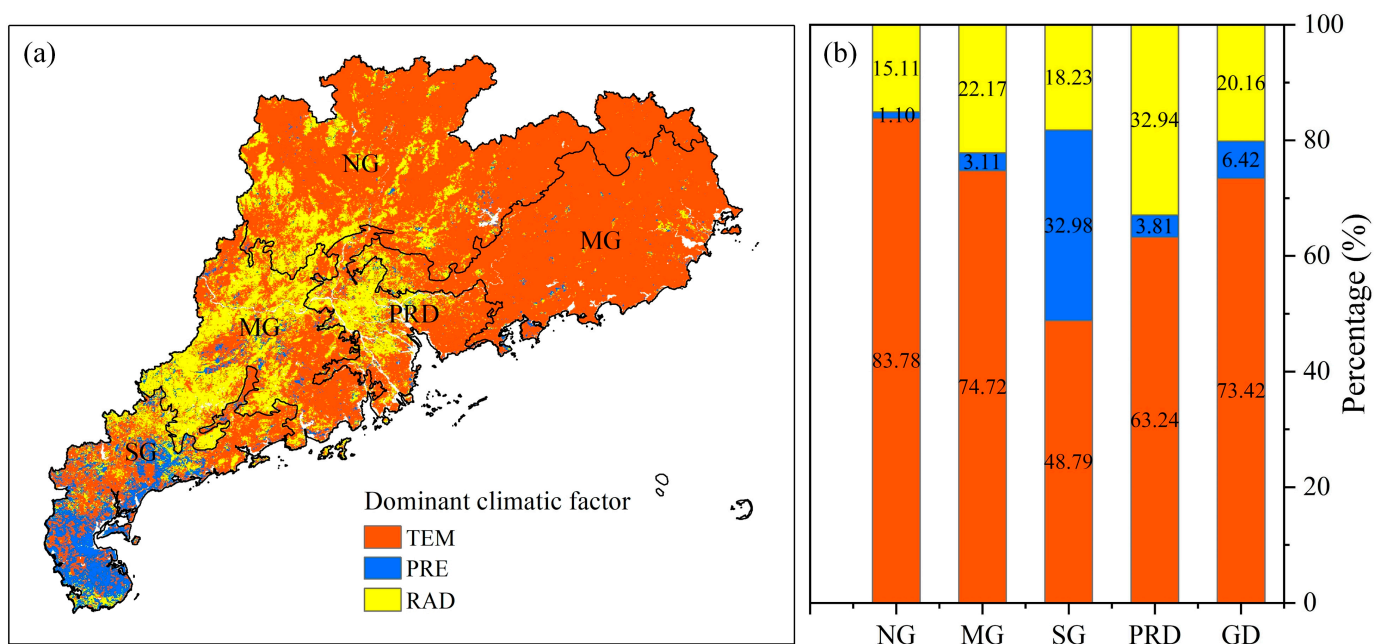 (a)
NG
MG
MG
PRD
SG
Dominant climatic factor
TEM
PRE
RAD
(b)
15.11
1.10
83.78
22.17
3.11
74.72
18.23
32.98
48.79
32.94
3.81
63.24
20.16
6.42
73.42
100
80
60
40
20
0
Percentage (%)
NG MG SG PRD GD